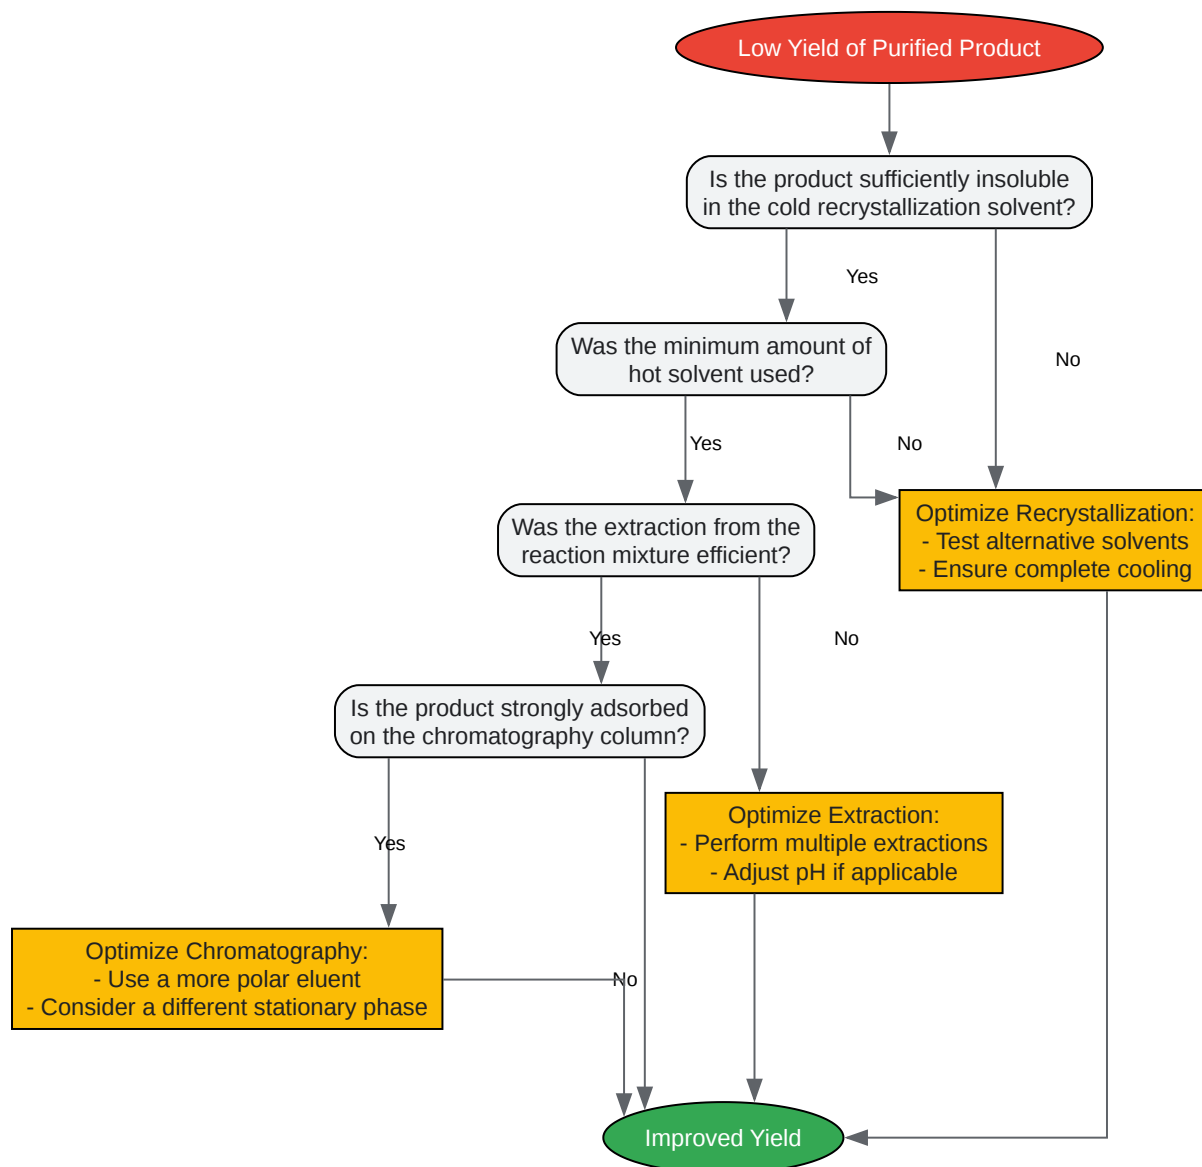 Low Yield of Purified Product
Is the product sufficiently insoluble
in the cold recrystallization solvent?
Yes
Was the minimum amount of
hot solvent used?
No
Yes
No
Optimize Recrystallization:
- Test alternative solvents
- Ensure complete cooling
Was the extraction from the
reaction mixture efficient?
Yes
No
Is the product strongly adsorbed
on the chromatography column?
Optimize Extraction:
- Perform multiple extractions
- Adjust pH if applicable
Yes
Optimize Chromatography:
- Use a more polar eluent
- Consider a different stationary phase
No
Improved Yield